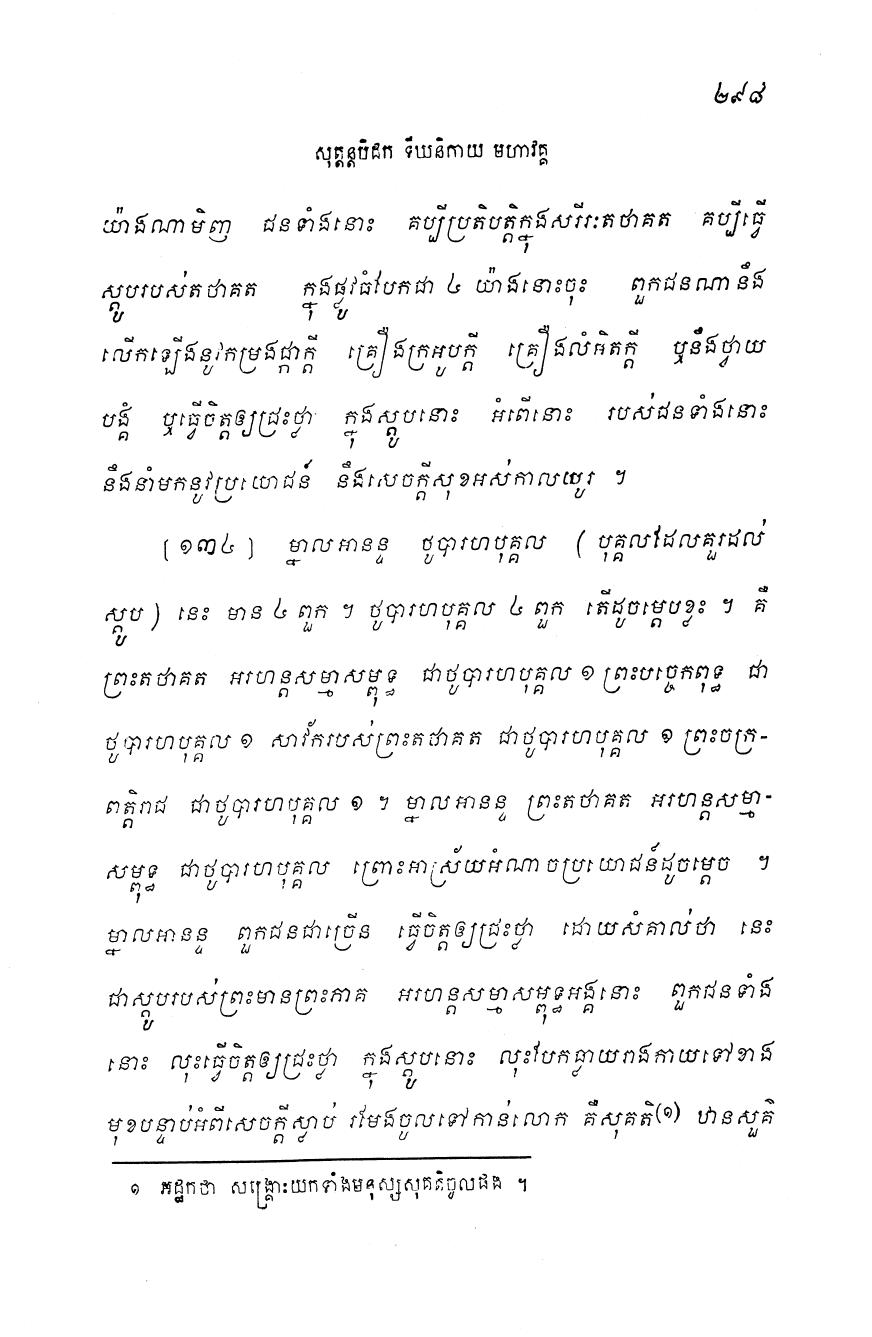 ២៩៨
សុត្តន្តបិដក ទីឃនិកាយ មហាវគ្គ
យ៉ាងណាមិញ ជនទាំងនោះ គប្បីប្រតិបត្តិក្នុងសរីរៈតថាគត គប្បីធ្វើ
ស្តូបរបស់តថាគត ក្នុងផ្លូវធំបែកជា ៤ យ៉ាងនោះចុះ ពួកជនណានឹង
លើកឡើងនូវកម្រងផ្កាក្តី គ្រឿងក្រអូបក្តី គ្រឿងលំអិតក្តី ឬនឹងថ្វាយ
បង្គំ ឬធ្វើចិត្តឲ្យជ្រះថ្លា ក្នុងស្តូបនោះ អំពើនោះ របស់ជនទាំងនោះ
នឹងនាំមកនូវប្រយោជន៍ នឹងសេចក្តីសុខអស់កាលយូរ ។
[១៣៤] ម្នាលអានន្ទ ថូបារហបុគ្គល (បុគ្គលដែលគួរដល់
ស្តូប) នេះ មាន ៤ ពួក ។ ថូបារហបុគ្គល ៤ ពួក តើដូចម្តេបខ្លះ ។ គឺ
ព្រះតថាគត អរហន្តសម្មាសម្ពុទ្ធ ជាថូបារហបុគ្គល ១ ព្រះបច្ចេកពុទ្ធ ជា
ថូបារហបុគ្គល ១ សាវ័ករបស់ព្រះតថាគត ជាថូបារហបុគ្គល ១ ព្រះចក្រ-
ពត្តិរាជ ជាថូបារហបុគ្គល ១ ។ ម្នាលអានន្ទ ព្រះតថាគត អរហន្តសម្មា-
សម្ពុទ្ធ ជាថូបារហបុគ្គល ព្រោះអាស្រ័យអំណាចប្រយោជន៍ដូចម្តេច ។
ម្នាលអានន្ទ ពួកជនជាច្រើន ធ្វើចិត្តឲ្យជ្រះថ្លា ដោយសំគាល់ថា នេះ
ជាស្តូបរបស់ព្រះមានព្រះភាគ អរហន្តសម្មាសម្ពុទ្ធអង្គនោះ ពួកជនទាំង
នោះ លុះធ្វើចិត្តឲ្យជ្រះថ្លា ក្នុងស្តូបនោះ លុះបែកធ្លាយរាងកាយទៅខាង
មុខបន្ទាប់អំពីសេចក្តីស្លាប់ រមែងចូលទៅកាន់លោក គឺសុគតិ(១) ឋានសួគ៌
១ អដ្ឋកថា សង្គ្រោះយកទាំងមនុស្សសុគតិចូលផង ។